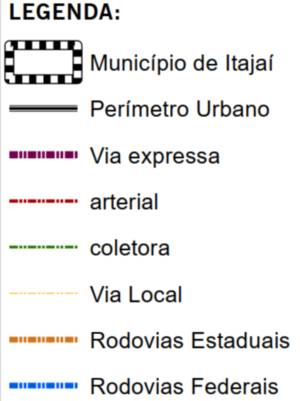 LEGENDA:
Município de Itajaí
Perímetro Urbano
Via expressa
arterial
coletora
Via Local
Rodovias Estaduais
Rodovias Federais